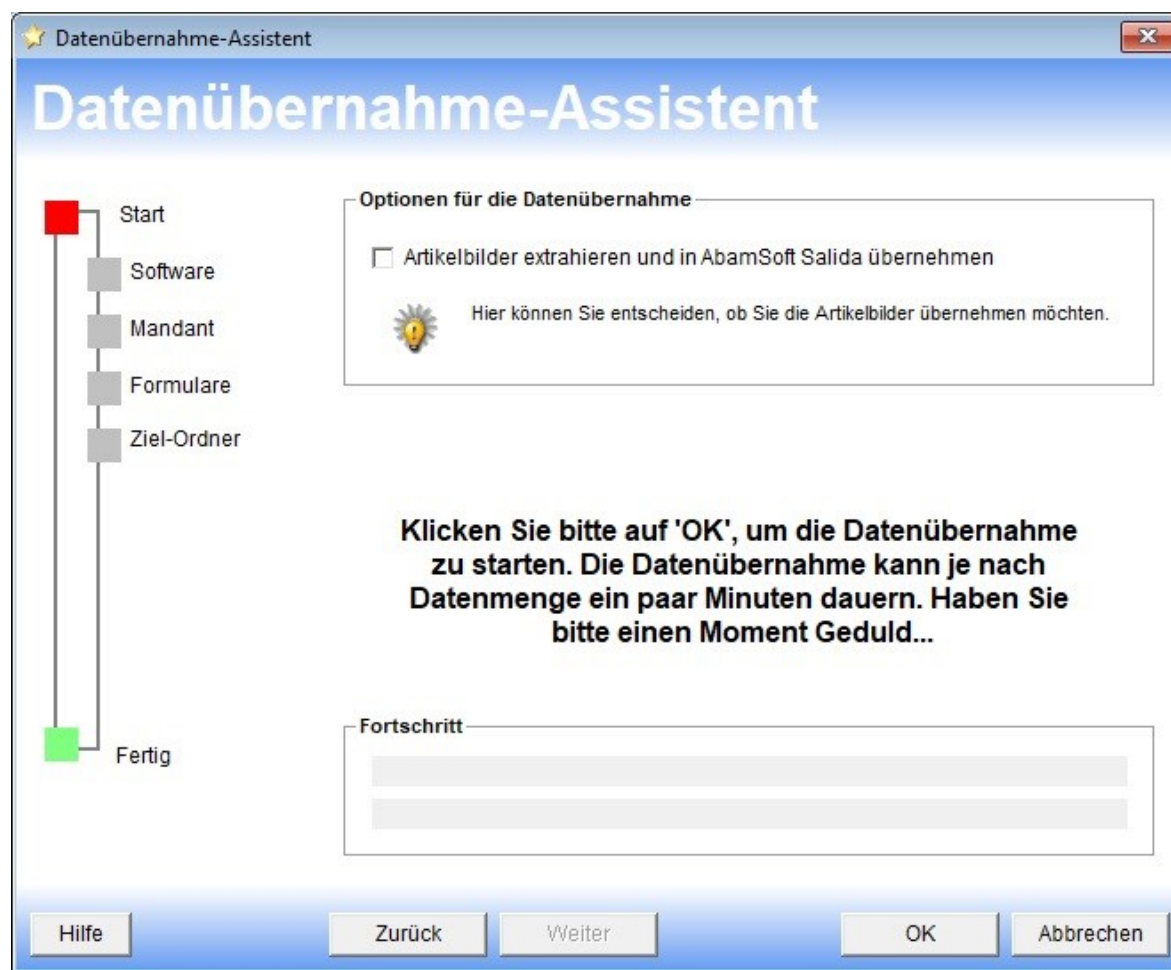 Datenübernahme-Assistent
Datenübernahme-Assistent
Start
Software
Mandant
Formulare
Ziel-Ordner
Fertig
Optionen für die Datenübernahme
Artikelbilder extrahieren und in AbamSoft Salida übernehmen
Hier können Sie entscheiden, ob Sie die Artikelbilder übernehmen möchten.
Klicken Sie bitte auf 'OK', um die Datenübernahme
zu starten. Die Datenübernahme kann je nach
Datenmenge ein paar Minuten dauern. Haben Sie
bitte einen Moment Geduld...
Fortschritt
Hilfe
Zurück
Weiter
OK
Abbrechen